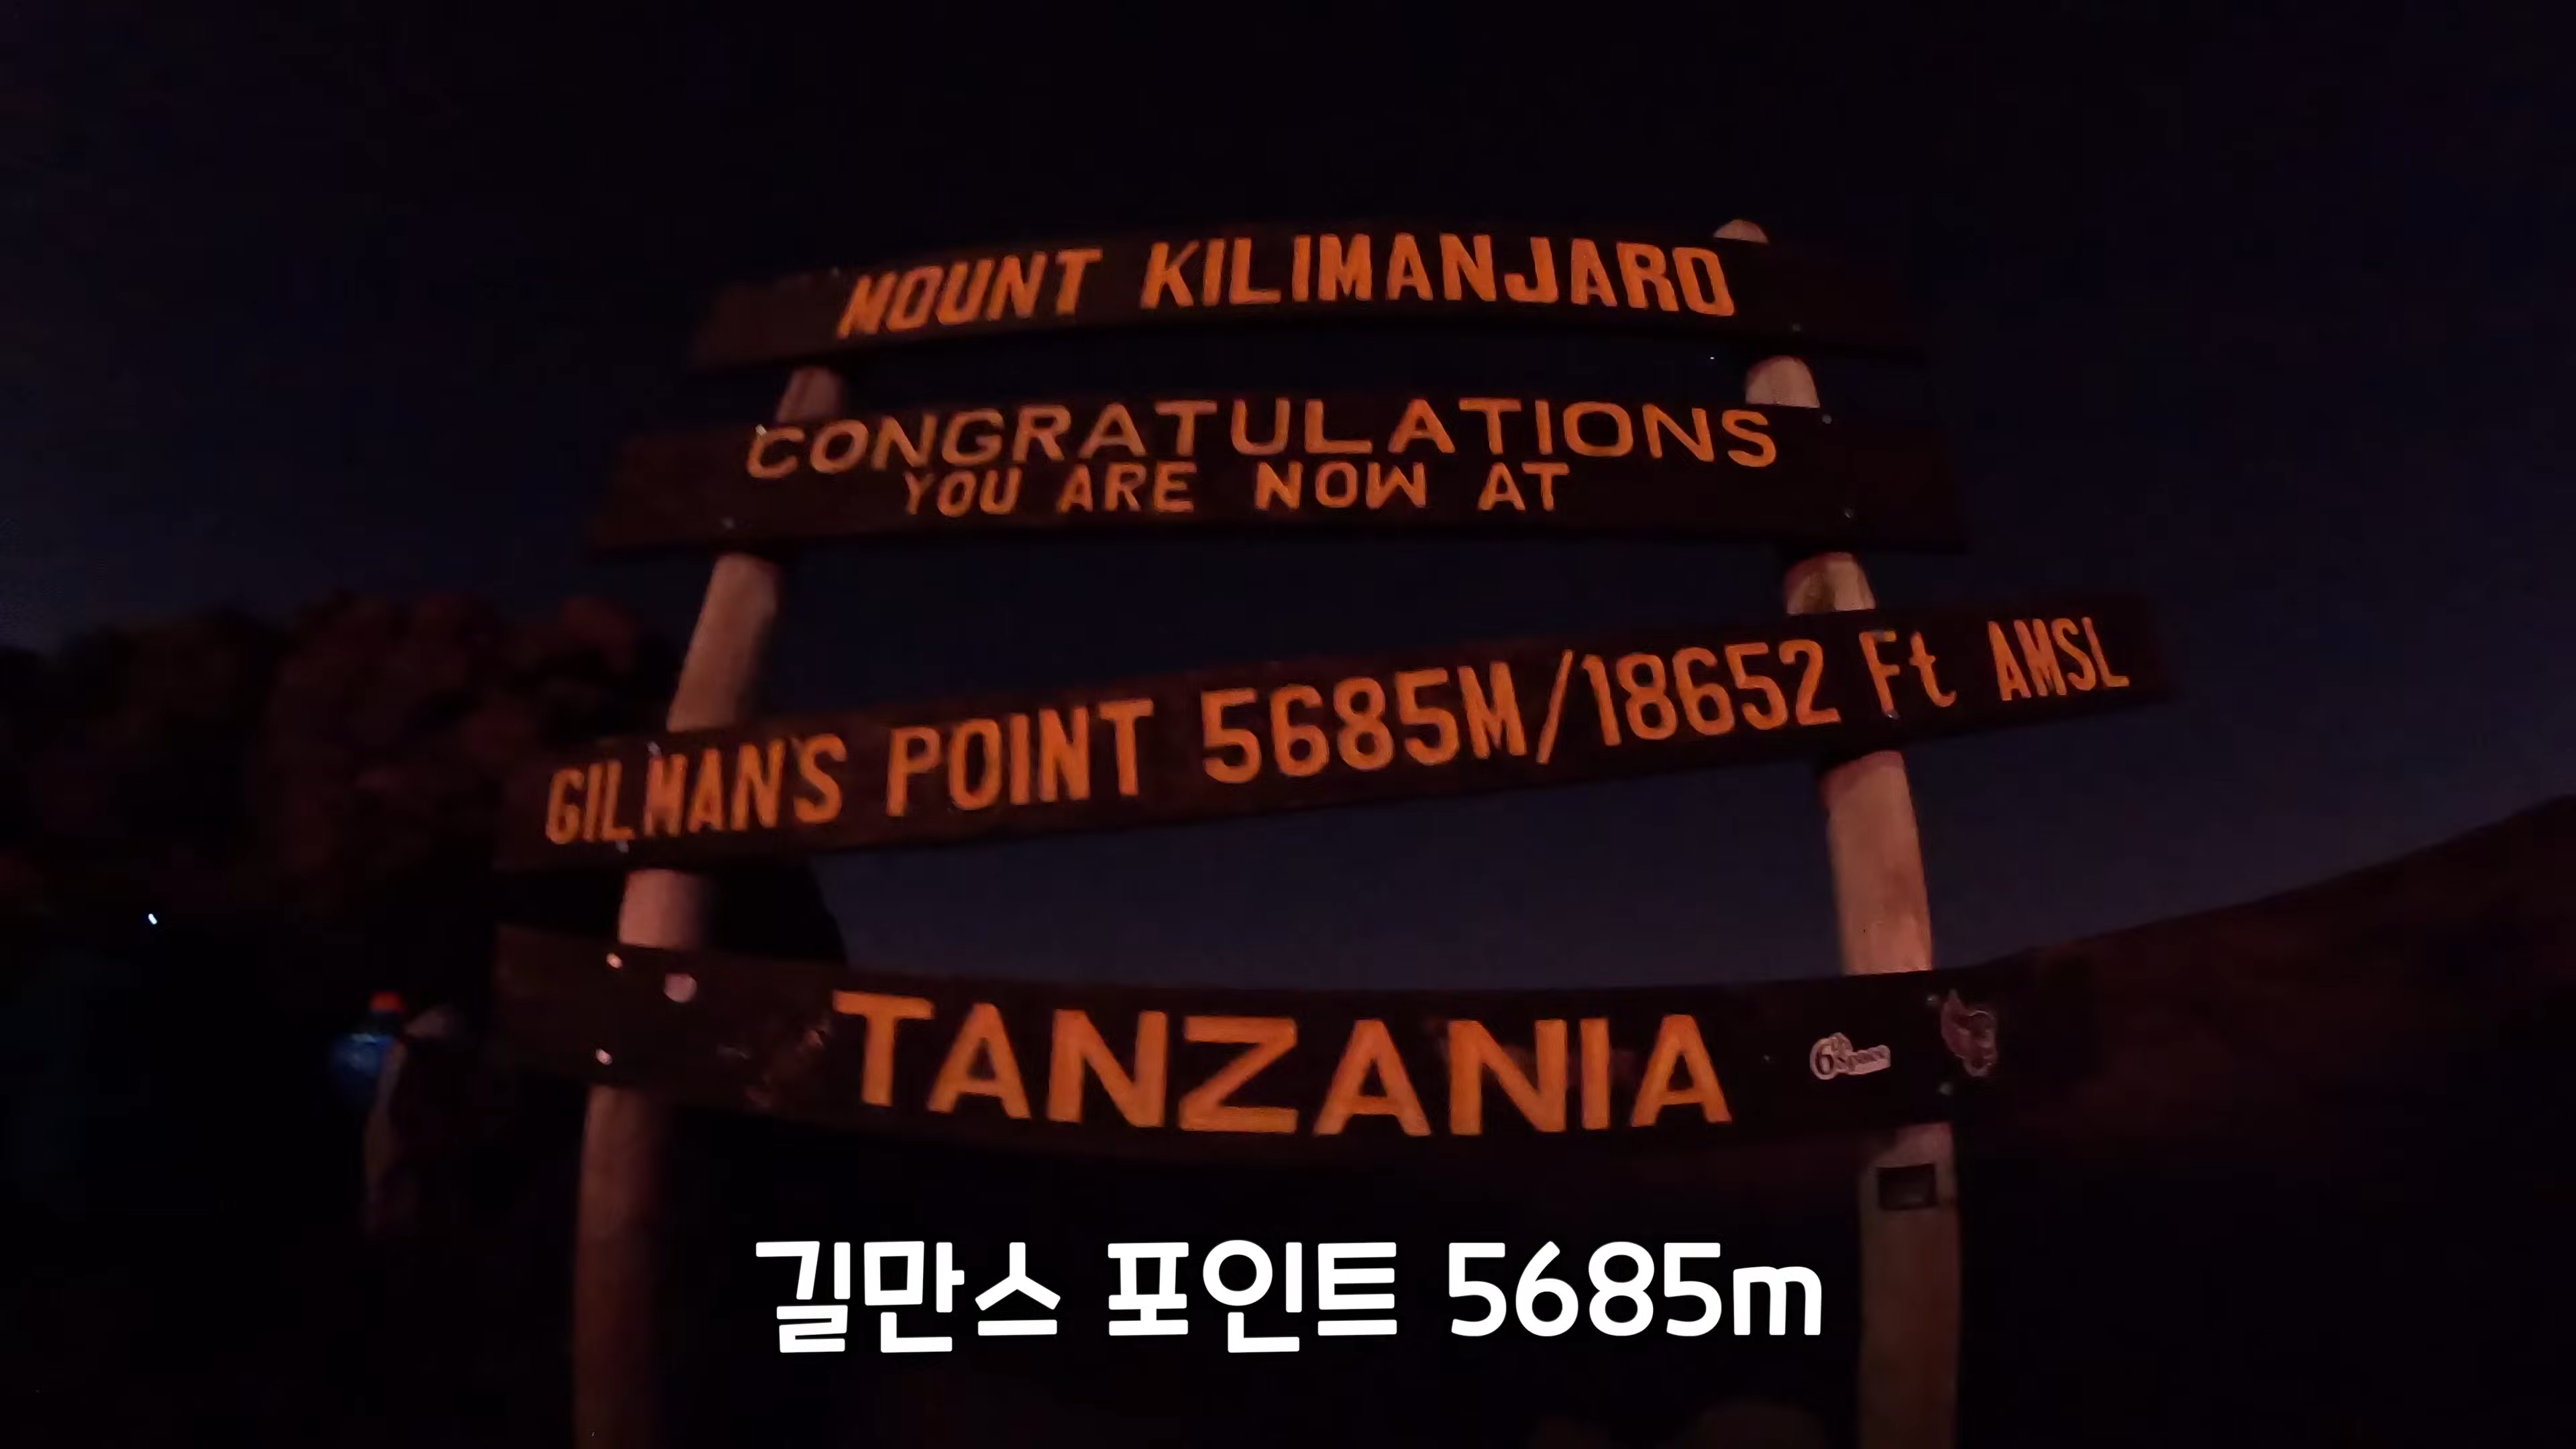 MOUNT KILIMANJARO
CONGRATULATIONS
YOU ARE NOW AT
GILMAN'S POINT 5685M/18652 Ft AMSL
TANZANIA
길만스 포인트 5685m